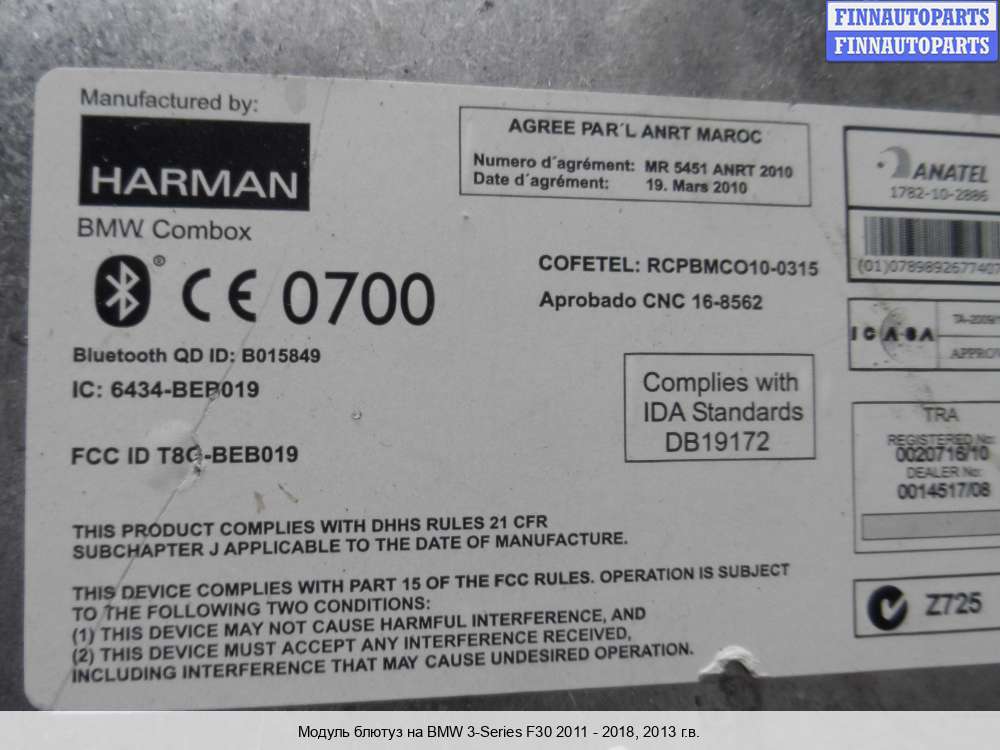 FINNAUTOPARTS
FINNAUTOPARTS
Manufactured by:
HARMAN
BMW Combox
CE 0700
Bluetooth QD ID: B015849
IC: 6434-BEB019
FCC ID T8G-BEB019
AGREE PAR´L ANRT MAROC
Numero d´agrément: MR 5451 ANRT 2010
Date d´agrément: 19. Mars 2010
COFETEL: RCPBMCO10-0315
Aprobado CNC 16-8562
Complies with
IDA Standards
DB19172
ANATEL
1782-10-2886
(01)0789892677407
ICASA
TA-2009/
APPROV
TRA
REGISTERED No:
0020716/10
DEALER No:
0014517/08
Z725
THIS PRODUCT COMPLIES WITH DHHS RULES 21 CFR
SUBCHAPTER J APPLICABLE TO THE DATE OF MANUFACTURE.
THIS DEVICE COMPLIES WITH PART 15 OF THE FCC RULES. OPERATION IS SUBJECT
TO THE FOLLOWING TWO CONDITIONS:
(1) THIS DEVICE MAY NOT CAUSE HARMFUL INTERFERENCE, AND
(2) THIS DEVICE MUST ACCEPT ANY INTERFERENCE RECEIVED,
INCLUDING INTERFERENCE THAT MAY CAUSE UNDESIRED OPERATION.
Модуль блютуз на BMW 3-Series F30 2011 - 2018, 2013 г.в.